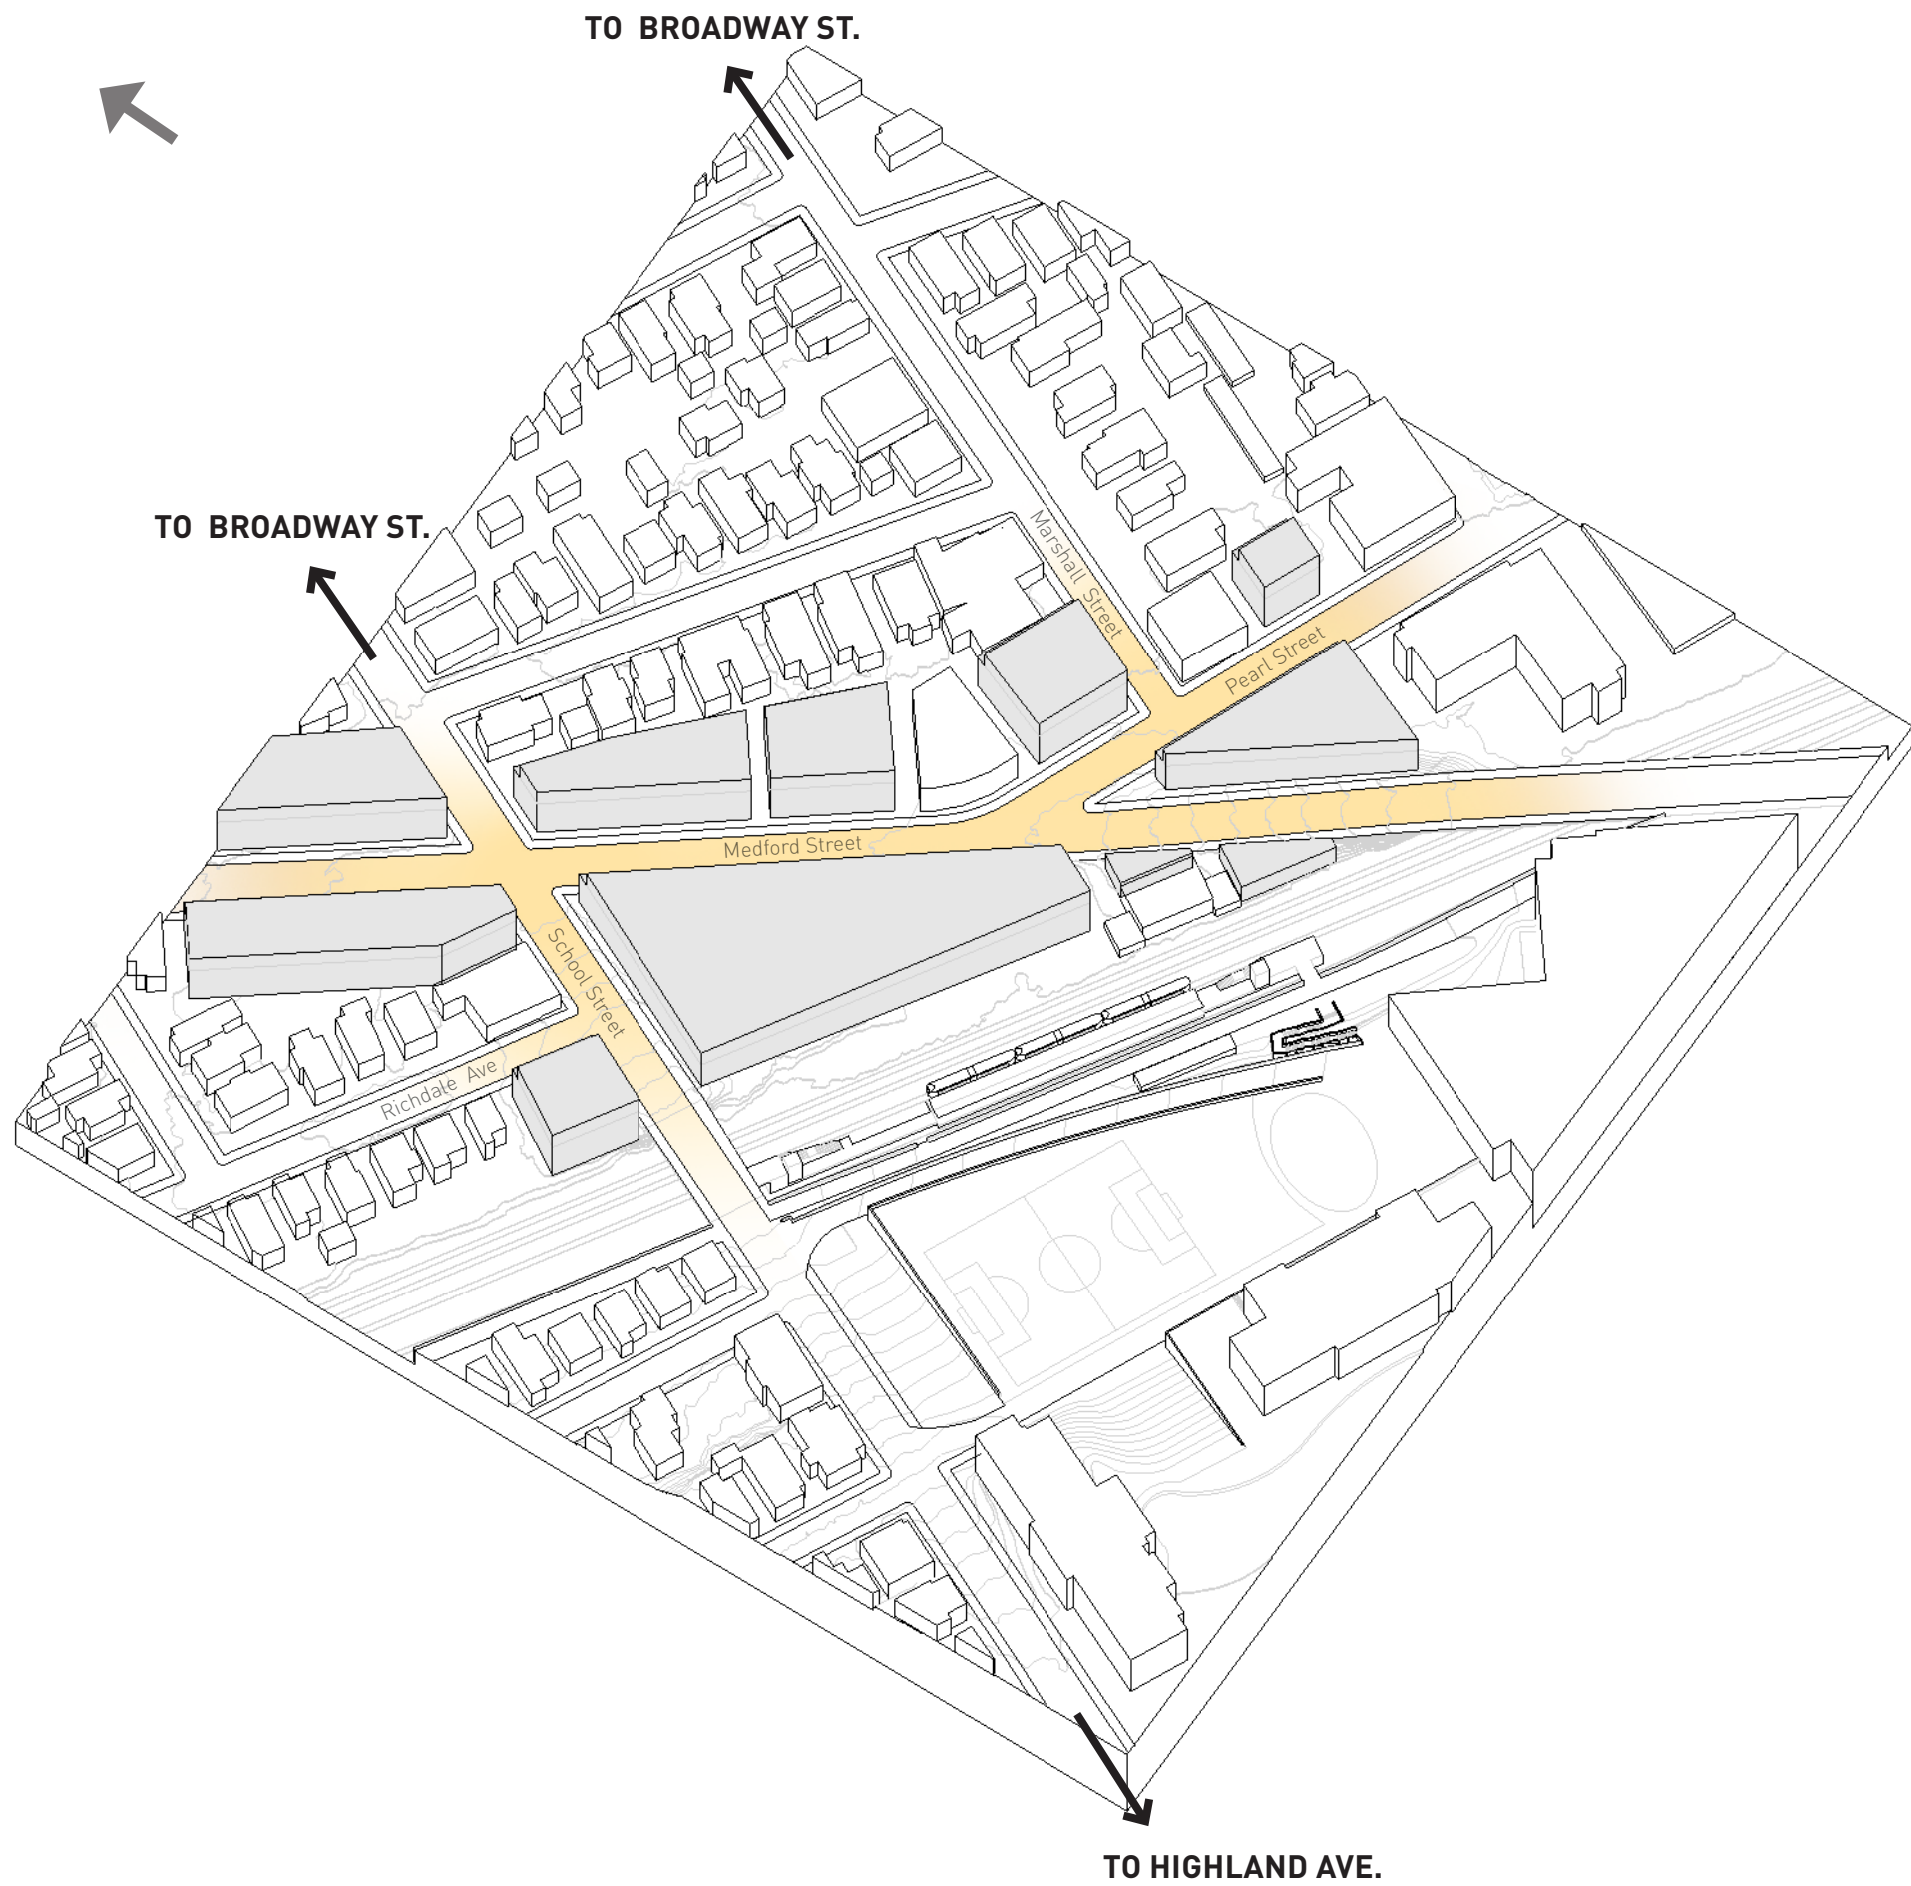 TO BROADWAY ST.
TO BROADWAY ST.
Marshall Street
Pearl Street
Medford Street
School Street
Richdale Ave
TO HIGHLAND AVE.